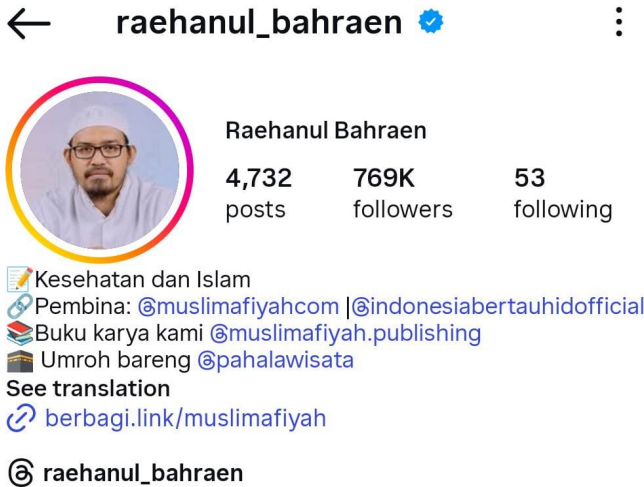 raehanul_bahraen
Raehanul Bahraen
4,732 769K 53
posts followers following
Kesehatan dan Islam
Pembina: @muslimafiyahcom |@indonesiabertauhidofficial
Buku karya kami @muslimafiyah.publishing
Umroh bareng @pahalawisata
See translation
berbagi.link/muslimafiyah
raehanul_bahraen